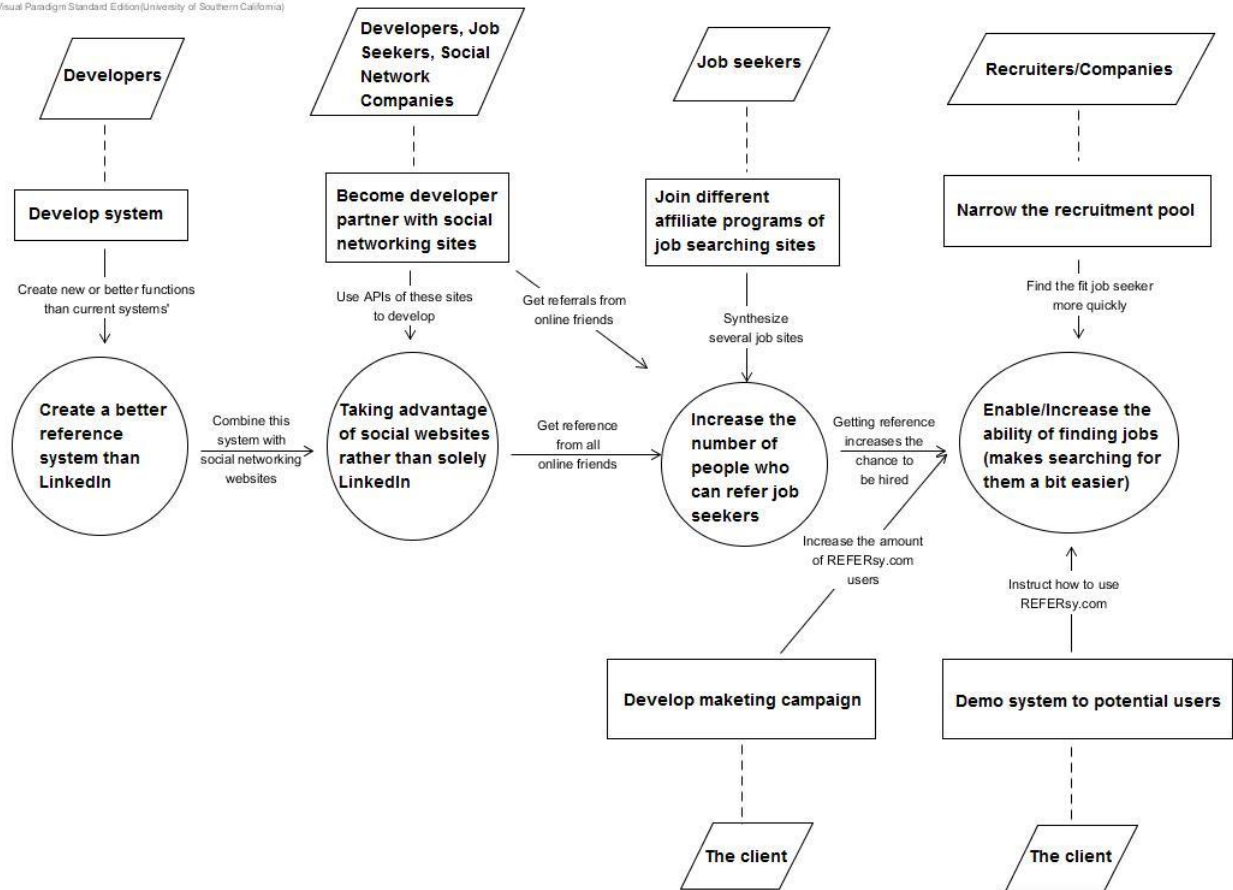 Visual Paradigm Standard Edition(University of Southern California)
Developers
Developers, Job
Seekers, Social
Network
Companies
Job seekers
Recruiters/Companies
Develop system
Become developer
partner with social
networking sites
Join different
affiliate programs of
job searching sites
Narrow the recruitment pool
Create new or better functions
than current systems'
Use APIs of these sites
to develop
Get referrals from
online friends
Synthesize
several job sites
Find the fit job seeker
more quickly
Create a better
reference
system than
LinkedIn
Combine this
system with
social networking
websites
Taking advantage
of social websites
rather than solely
LinkedIn
Get reference
from all
online friends
Increase the
number of
people who
can refer job
seekers
Getting reference
increases the
chance to
be hired
Enable/Increase the
ability of finding jobs
(makes searching for
them a bit easier)
Increase the amount
of REFERsy.com
users
Instruct how to use
REFERsy.com
Develop maketing campaign
Demo system to potential users
The client
The client